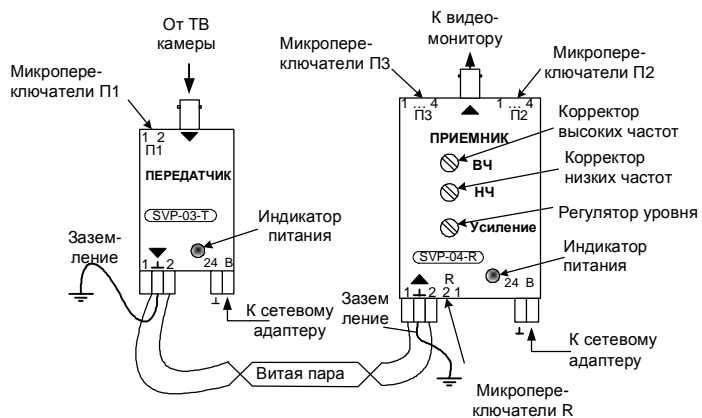 От ТВ
камеры
К видео-
монитору
Микропере-
ключатели П1
Микропере-
ключатели П3
Микропере-
ключатели П2
1 2
П1
ПЕРЕДАТЧИК
SVP-03-T
Индикатор
питания
Зазем-
ление
1 2
24 В
К сетевому
адаптеру
1 ... 4
П3
1 ... 4
П2
ПРИЕМНИК
ВЧ
НЧ
Усиление
SVP-04-R
Корректор
высоких частот
Корректор
низких частот
Регулятор уровня
Индикатор
питания
R
1 2 2 1
24 В
Зазем
ление
К сетевому
адаптеру
Витая пара
Микропере-
ключатели R